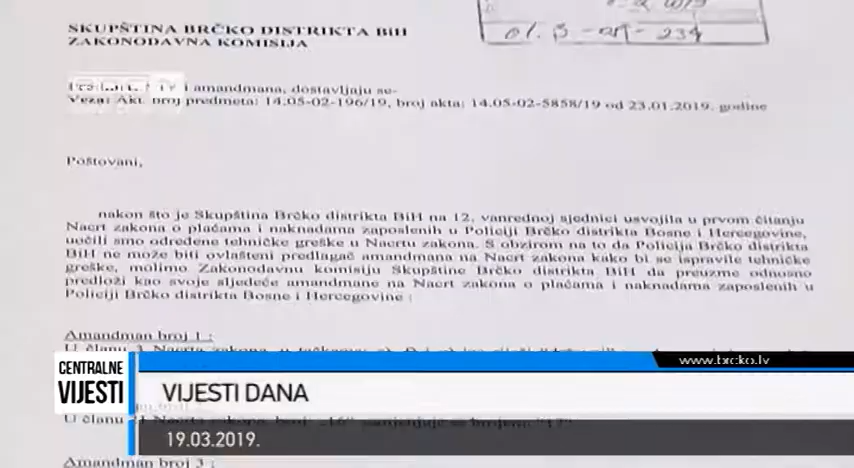 SKUPŠTINA BRČKO DISTRIKTA BiH
ZAKONODAVNA KOMISIJA
i amandmana, dostavljaju se-
Veza: Akt. broj predmeta: 14.05-02-196/19, broj akta: 14.05-02-5858/19 od 23.01.2019. godine
Poštovani,
nakon što je Skupština Brčko distrikta BiH na 12. vanrednoj sjednici usvojila u prvom čitanju
Nacrt zakona o plaćama i naknadama zaposlenih u Policiji Brčko distrikta Bosne i Hercegovine,
uočili smo određene tehničke greške u Nacrtu zakona. S obzirom na to da Policija Brčko distrikta
BiH ne može biti ovlašteni predlagač amandmana na Nacrt zakona kako bi se ispravile tehničke
greške, molimo Zakonodavnu komisiju Skupštine Brčko distrikta BiH da preuzme odnosno
predloži kao svoje sljedeće amandmane na Nacrt zakona o plaćama i naknadama zaposlenih u
Policiji Brčko distrikta Bosne i Hercegovine :
Amandman broj 1 :
www.brcko.tv
CENTRALNE
VIJESTI
VIJESTI DANA
19.03.2019.
Amandman broj 3 :